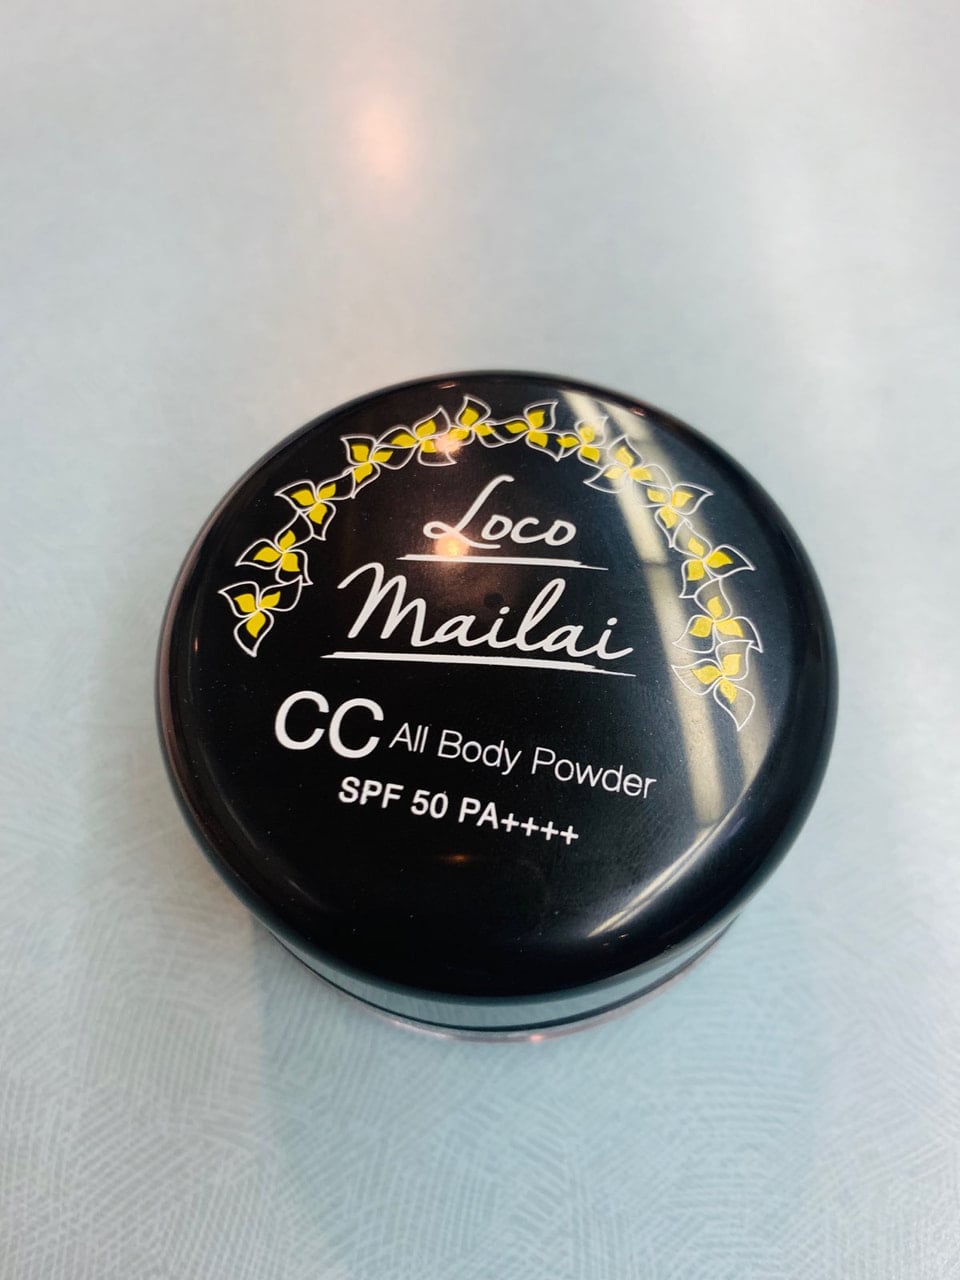 Loco
Mailai
CC All Body Powder
SPF 50 PA++++